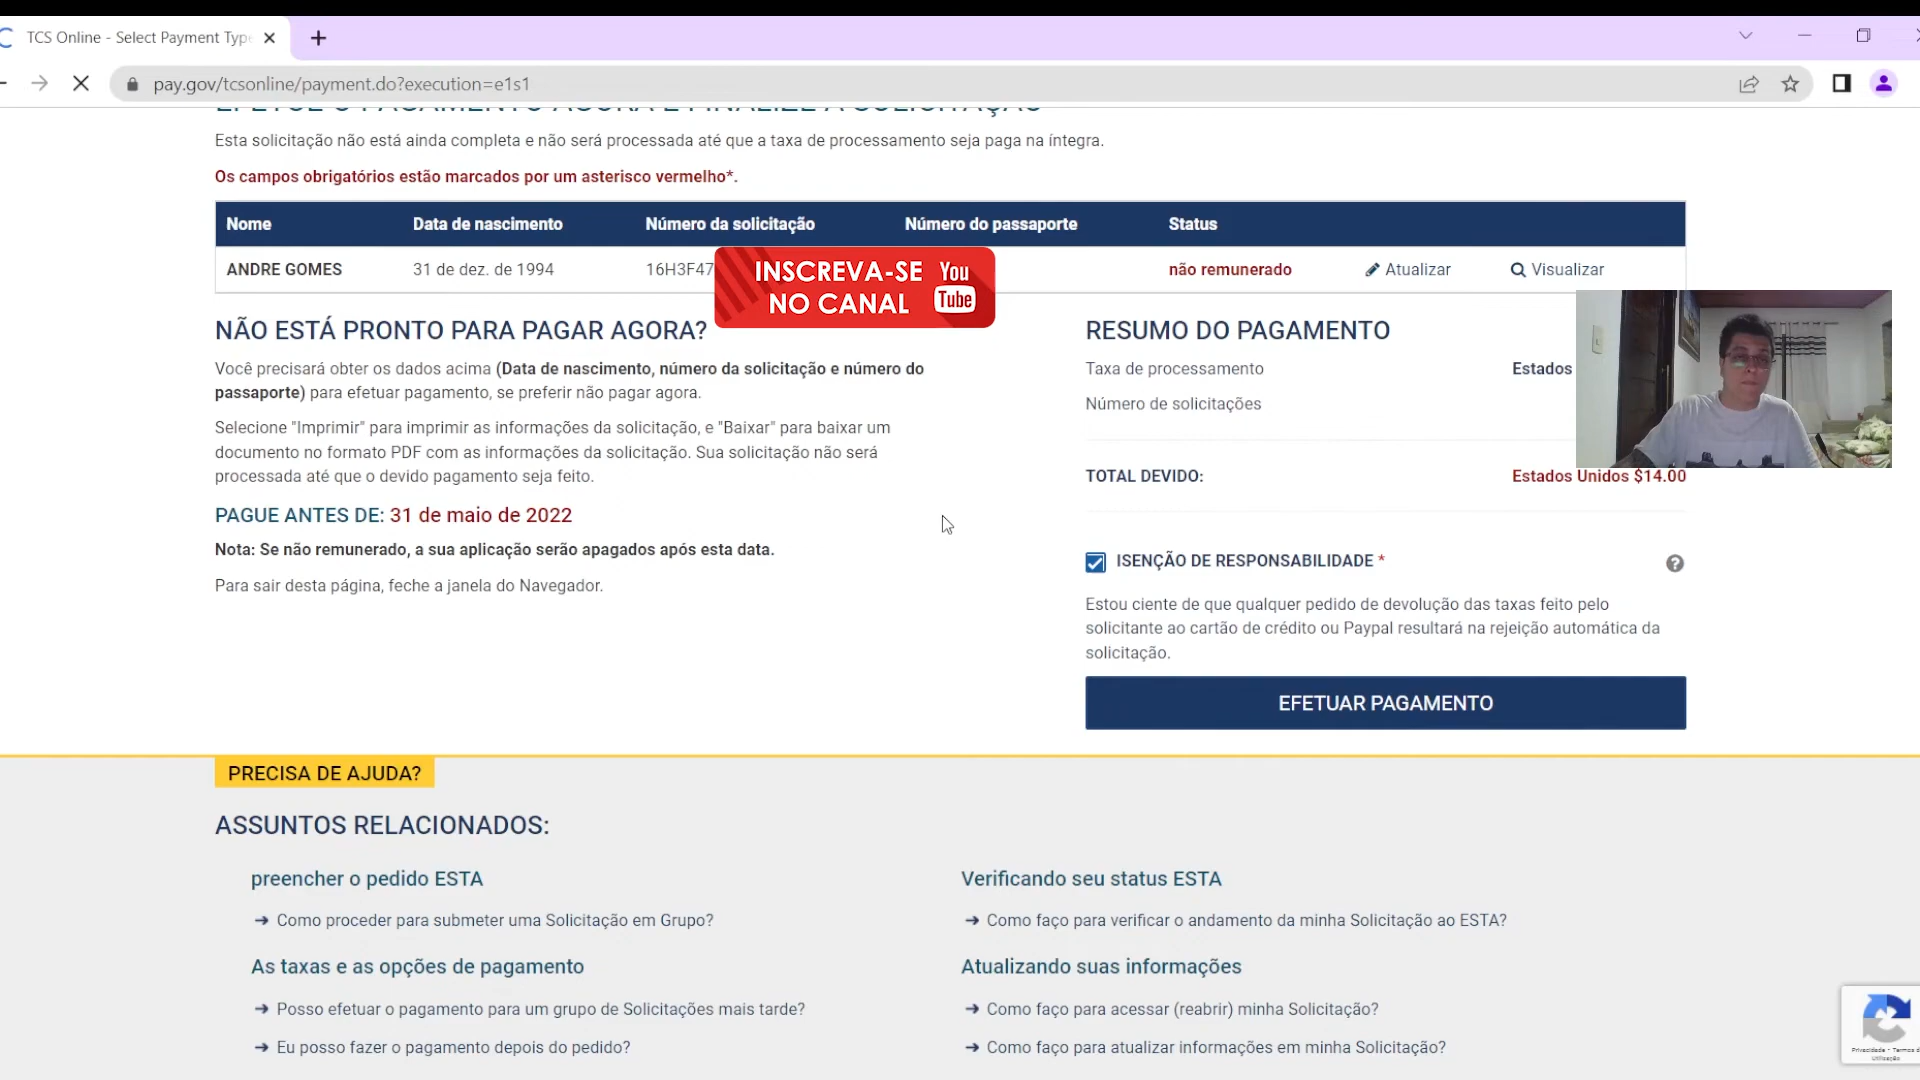 TCS Online - Select Payment Type
pay.gov/tcsonline/payment.do?execution=e1s1
EFETUE O PAGAMENTO AGORA E FINALIZE A SOLICITAÇÃO
Esta solicitação não está ainda completa e não será processada até que a taxa de processamento seja paga na íntegra.
Os campos obrigatórios estão marcados por um asterisco vermelho*.
Nome Data de nascimento Número da solicitação Número do passaporte Status
ANDRE GOMES 31 de dez. de 1994 16H3F47 não remunerado Atualizar Visualizar
INSCREVA-SE
NO CANAL
You
Tube
NÃO ESTÁ PRONTO PARA PAGAR AGORA?
Você precisará obter os dados acima (Data de nascimento, número da solicitação e número do
passaporte) para efetuar pagamento, se preferir não pagar agora.
Selecione "Imprimir" para imprimir as informações da solicitação, e "Baixar" para baixar um
documento no formato PDF com as informações da solicitação. Sua solicitação não será
processada até que o devido pagamento seja feito.
PAGUE ANTES DE: 31 de maio de 2022
Nota: Se não remunerado, a sua aplicação serão apagados após esta data.
Para sair desta página, feche a janela do Navegador.
RESUMO DO PAGAMENTO
Taxa de processamento Estados
Número de solicitações
TOTAL DEVIDO: Estados Unidos $14.00
ISENÇÃO DE RESPONSABILIDADE *
Estou ciente de que qualquer pedido de devolução das taxas feito pelo
solicitante ao cartão de crédito ou Paypal resultará na rejeição automática da
solicitação.
EFETUAR PAGAMENTO
PRECISA DE AJUDA?
ASSUNTOS RELACIONADOS:
preencher o pedido ESTA
Como proceder para submeter uma Solicitação em Grupo?
As taxas e as opções de pagamento
Posso efetuar o pagamento para um grupo de Solicitações mais tarde?
Eu posso fazer o pagamento depois do pedido?
Verificando seu status ESTA
Como faço para verificar o andamento da minha Solicitação ao ESTA?
Atualizando suas informações
Como faço para acessar (reabrir) minha Solicitação?
Como faço para atualizar informações em minha Solicitação?
Privacidade - Termos d
Utilização